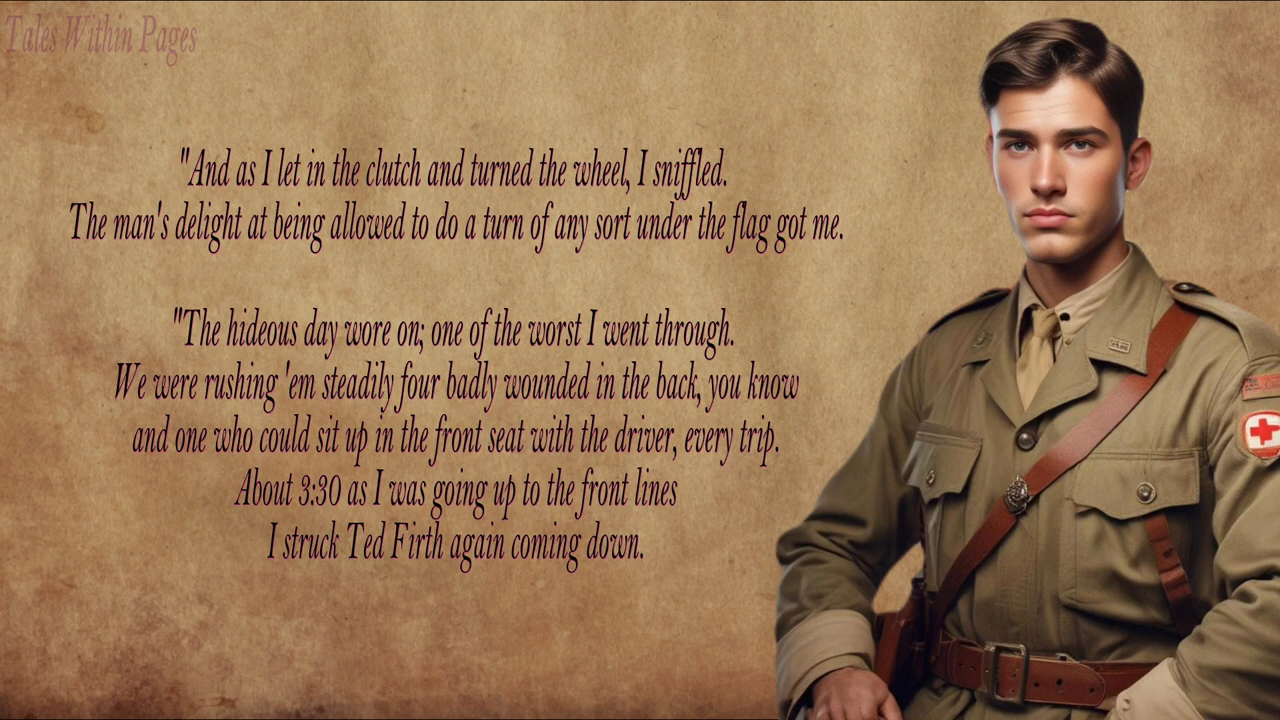 Tales Within Pages
"And as I let in the clutch and turned the wheel, I sniffled.
The man's delight at being allowed to do a turn of any sort under the flag got me.
"The hideous day wore on; one of the worst I went through.
We were rushing 'em steadily four badly wounded in the back, you know
and one who could sit up in the front seat with the driver, every trip.
About 3:30 as I was going up to the front lines
I struck Ted Firth again coming down.